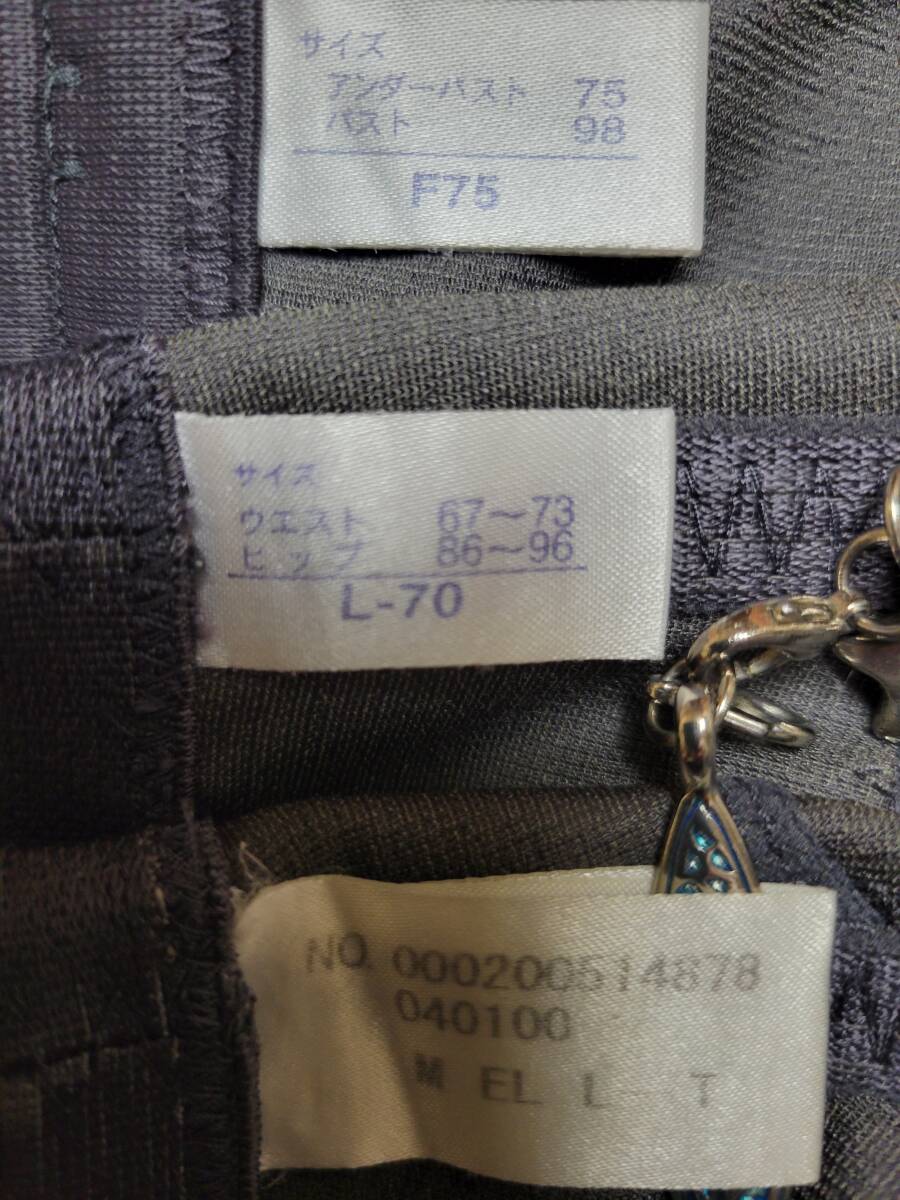 サイズ
アンダーバスト 75
バスト 98
F75
サイズ
ウエスト 67～73
ヒップ 86～96
L-70
NO. 000200514878
040100
M EL L T